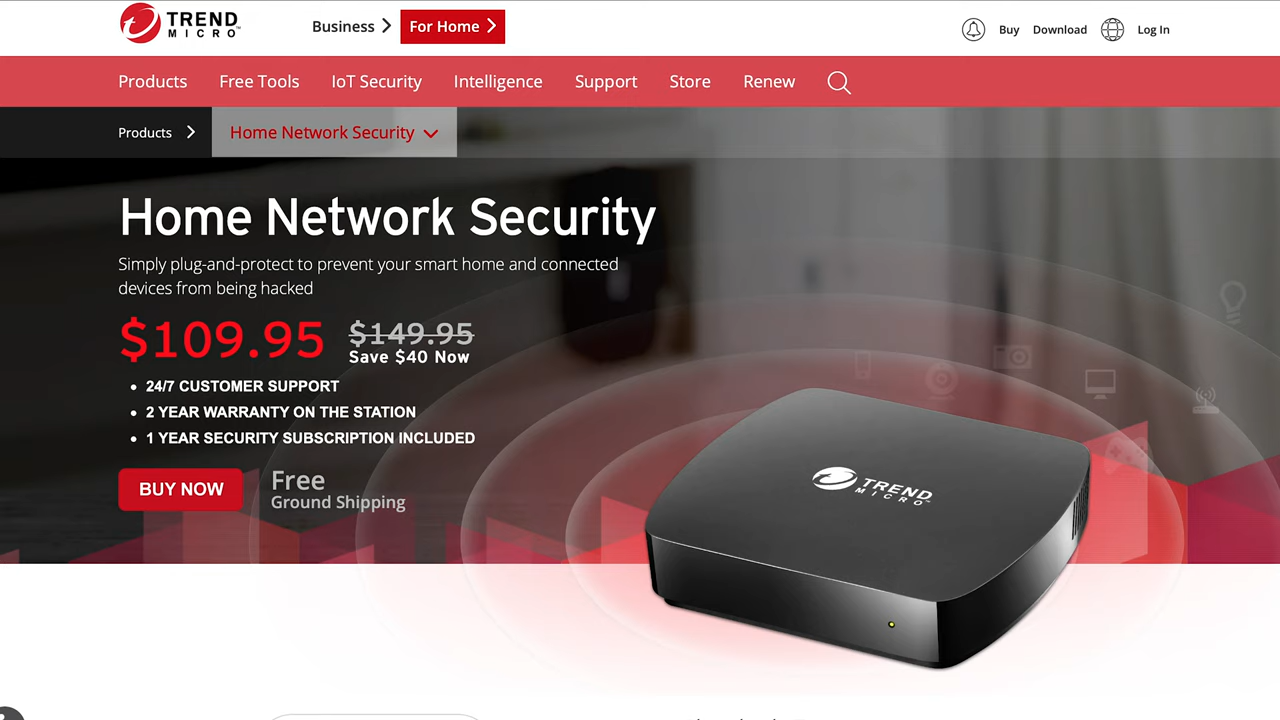 TREND MICRO
Business
For Home
Buy
Download
Log In
Products
Free Tools
IoT Security
Intelligence
Support
Store
Renew
Products
Home Network Security
Home Network Security
Simply plug-and-protect to prevent your smart home and connected
devices from being hacked
$109.95
$149.95
Save $40 Now
• 24/7 CUSTOMER SUPPORT
• 2 YEAR WARRANTY ON THE STATION
• 1 YEAR SECURITY SUBSCRIPTION INCLUDED
BUY NOW
Free
Ground Shipping
TREND
MICRO